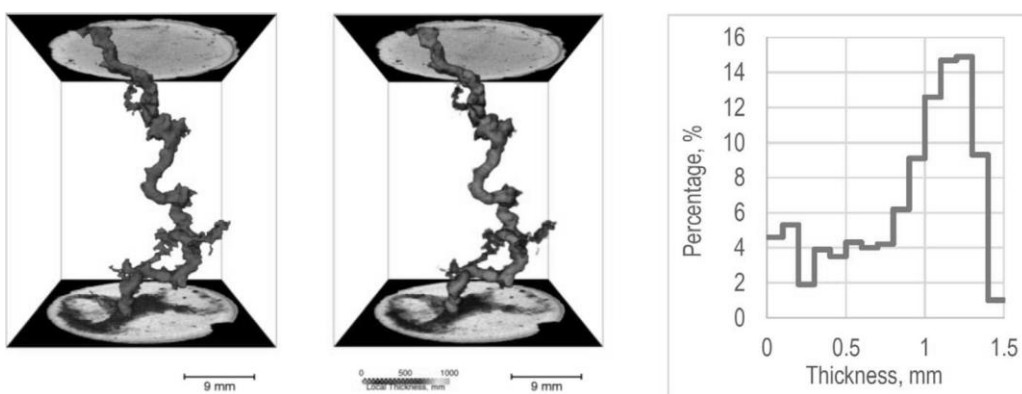 9 mm
0 500 1000
Local Thickness, mm
9 mm
Percentage, %
16
14
12
10
8
6
4
2
0
0 0.5 1 1.5
Thickness, mm